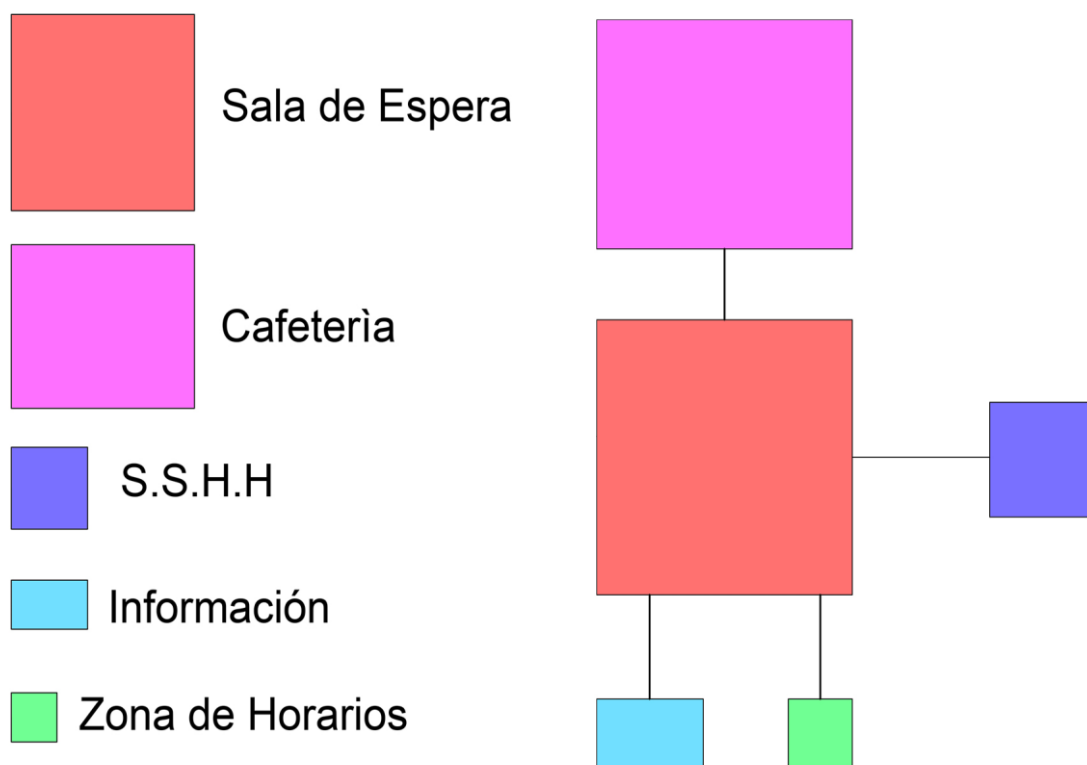 Sala de Espera
Cafeterìa
S.S.H.H
Información
Zona de Horarios